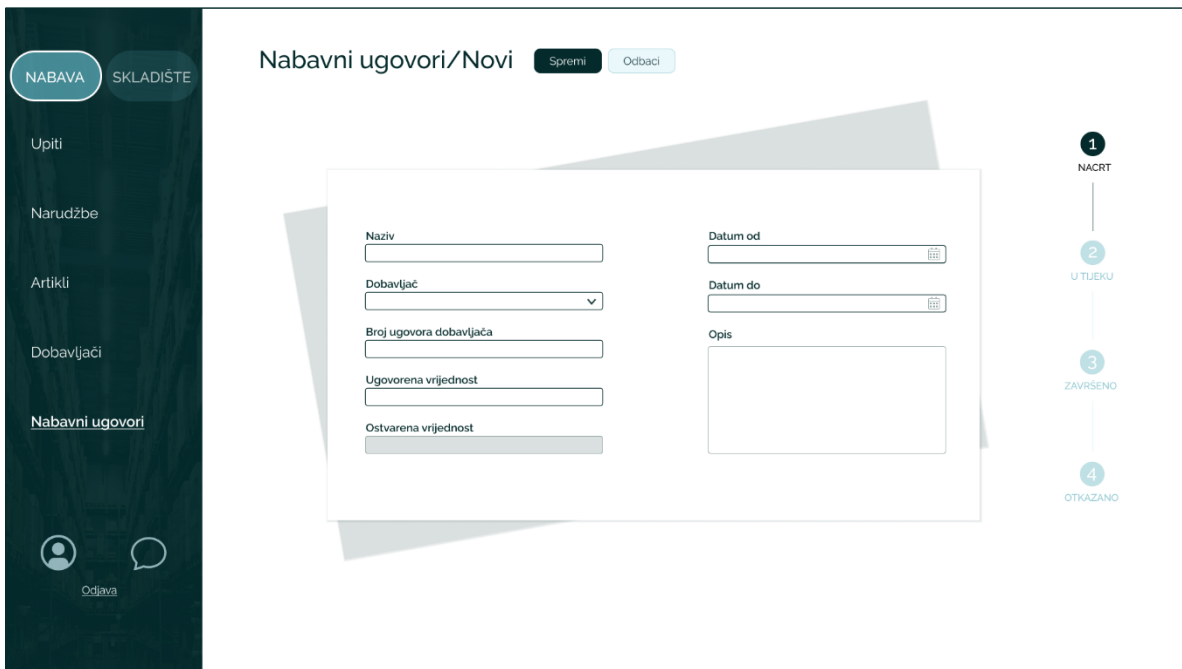 NABAVA
SKLADIŠTE
Upiti
Narudžbe
Artikli
Dobavljači
Nabavni ugovori
Odjava
Nabavni ugovori/Novi
Spremi
Odbaci
Naziv
Dobavljač
Broj ugovora dobavljača
Ugovorena vrijednost
Ostvarena vrijednost
Datum od
Datum do
Opis
1
NACRT
2
U TIJEKU
3
ZAVRŠENO
4
OTKAZANO